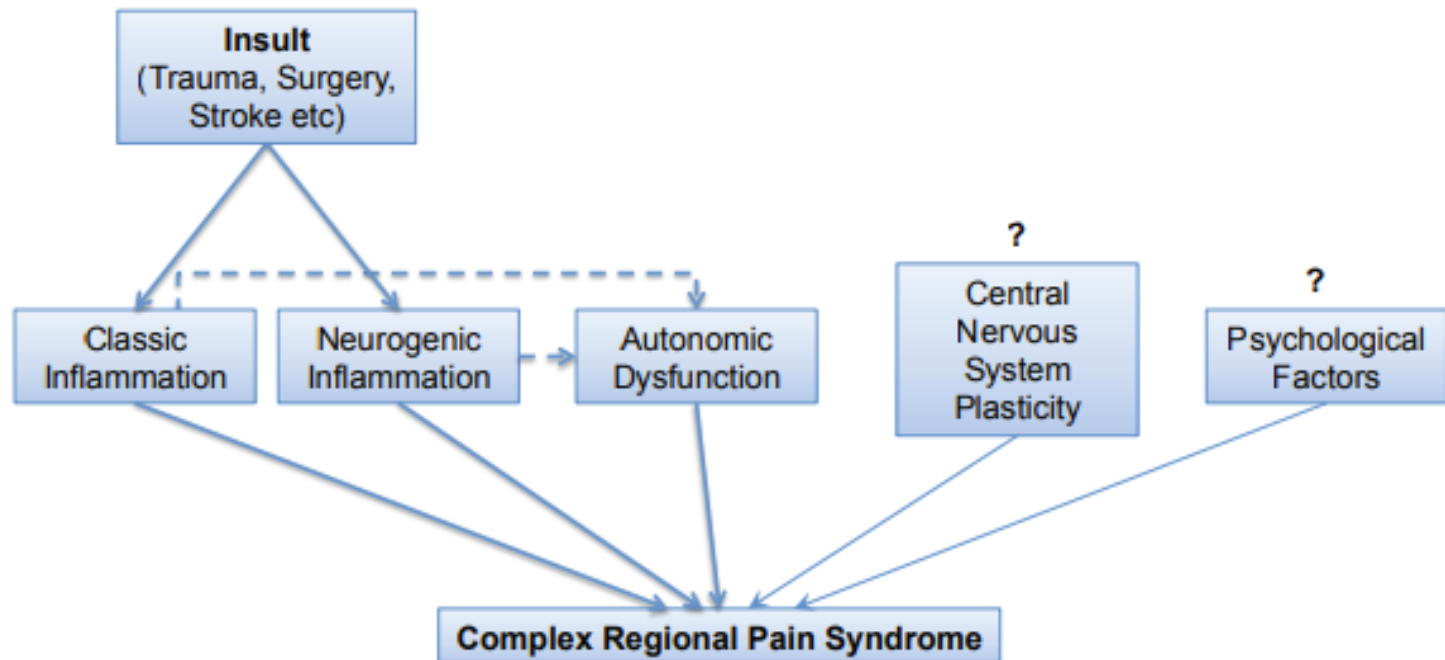 Insult
(Trauma, Surgery,
Stroke etc)
Classic
Inflammation
Neurogenic
Inflammation
Autonomic
Dysfunction
?
Central
Nervous
System
Plasticity
?
Psychological
Factors
Complex Regional Pain Syndrome